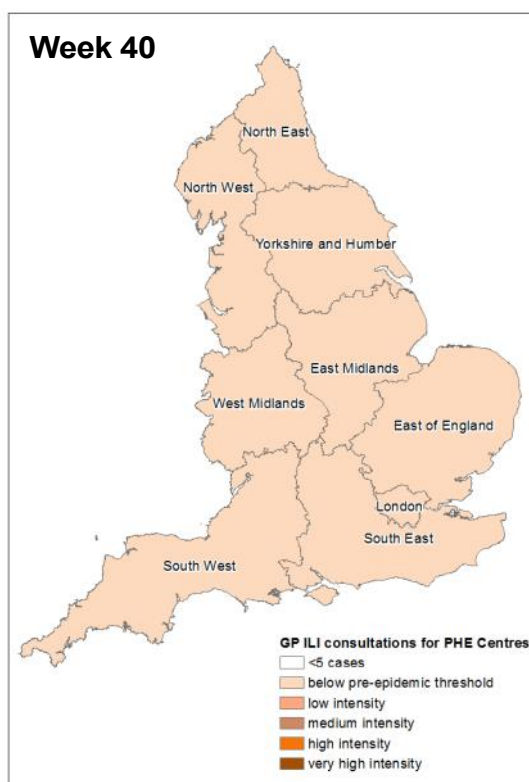 Week 40
North East
North West
Yorkshire and Humber
East Midlands
West Midlands
East of England
London
South East
South West
GP ILI consultations for PHE Centres
<5 cases
below pre-epidemic threshold
low intensity
medium intensity
high intensity
very high intensity